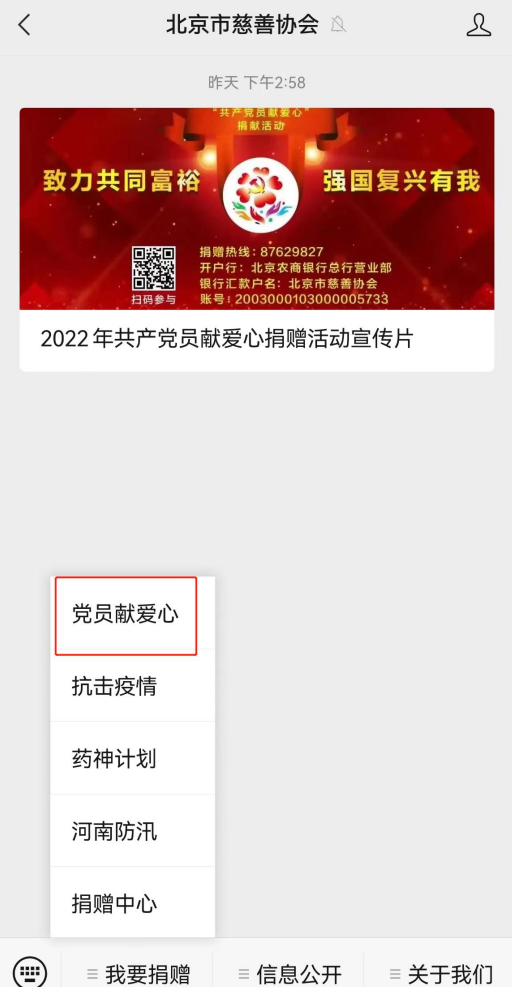 北京市慈善协会
昨天 下午2:58
"共产党员献爱心"
捐献活动
致力共同富裕
强国复兴有我
捐赠热线：87629827
开户行：北京农商银行总行营业部
银行汇款户名：北京市慈善协会
账号：2003000103000005733
扫码参与
2022年共产党员献爱心捐赠活动宣传片
党员献爱心
抗击疫情
药神计划
河南防汛
捐赠中心
我要捐赠
信息公开
关于我们